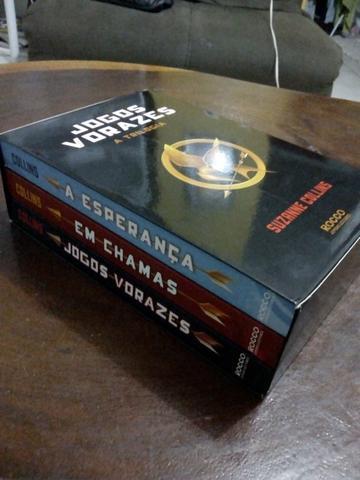 JOGOS
VORAZES
A TRILOGIA
SUZANNE COLLINS
ROCCO
COLLINS
A ESPERANÇA
ROCCO
COLLINS
EM CHAMAS
ROCCO
COLLINS
JOGOS VORAZES
ROCCO